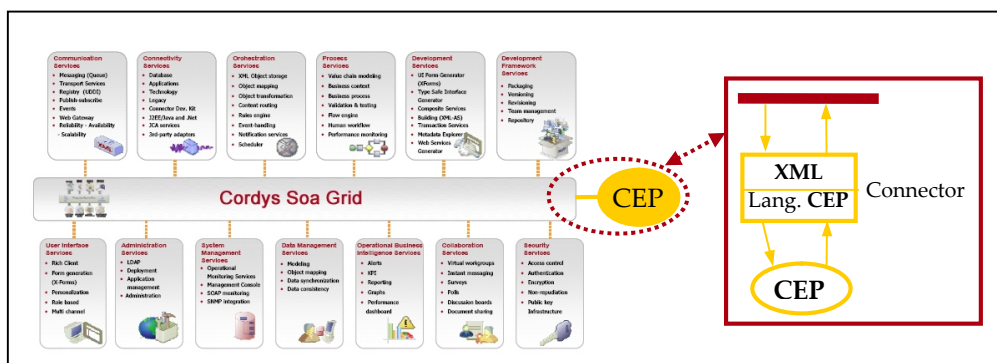 Communication
Services
• Messaging (Queue)
• Transport Services
• Registry (UDDI)
• Publish-subscribe
• Events
• Web Gateway
• Reliability - Availability
- Scalability
Connectivity
Services
• Database
• Applications
• Technology
• Legacy
• Connector Dev. Kit
• J2EE/Java and .Net
• JCA services
• 3rd-party adaptors
Orchestration
Services
• XML Object storage
• Object mapping
• Object transformation
• Content routing
• Rules engine
• Event-handling
• Notification services
• Scheduler
Process
Services
• Value chain modeling
• Business context
• Business process
• Validation & testing
• Flow engine
• Human workflow
• Performance monitoring
Development
Services
• UI Form Generator
(XForms)
• Type Safe Interface
Generator
• Composite Services
• Building (XML-AS)
• Transaction Services
• Metadata Explorer
• Web Services
Generator
Development
Framework
Services
• Packaging
• Versioning
• Revisioning
• Team management
• Repository
Cordys Soa Grid
CEP
XML
Lang. CEP
Connector
CEP
User Interface
Services
• Rich Client
• Form generation
(X-Forms)
• Personalization
• Role based
• Multi channel
Administration
Services
• LDAP
• Deployment
• Application
management
• Administration
System
Management
Services
• Operational
Monitoring Services
• Management Console
• SOAP monitoring
• SNMP integration
Data Management
Services
• Modeling
• Object mapping
• Data synchronization
• Data consistency
Operational Business
Intelligence Services
• Alerts
• KPI
• Reporting
• Graphs
• Performance
dashboard
Collaboration
Services
• Virtual workgroups
• Instant messaging
• Surveys
• Polls
• Discussion boards
• Document sharing
Security
Services
• Access control
• Authentication
• Encryption
• Non-repudiation
• Public key
Infrastructure